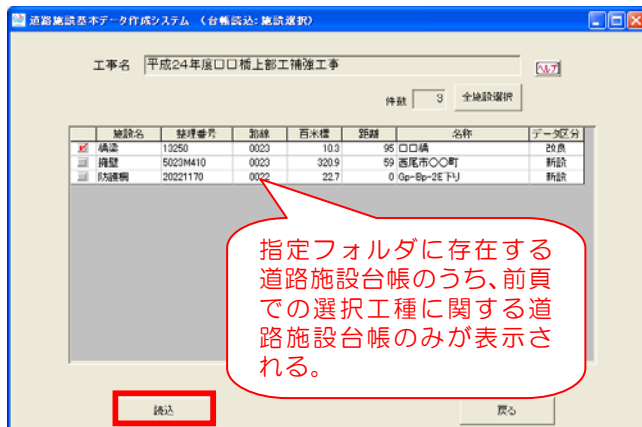 道路施設基本データ作成システム （台帳読込:施設選択）
工事名 平成24年度□□橋上部工補強工事
ヘルプ
件数 3 全施設選択
施設名 整理番号 路線 百米標 距離 名称 データ区分
橋梁 13250 0023 10.3 95 □□橋 改良
擁壁 5023M410 0023 320.9 59 西尾市〇〇町 新設
防護柵 20221170 0022 22.7 0 Gp-Bp-2E下り 新設
指定フォルダに存在する
道路施設台帳のうち、前頁
での選択工種に関する道
路施設台帳のみが表示さ
れる。
読込 戻る